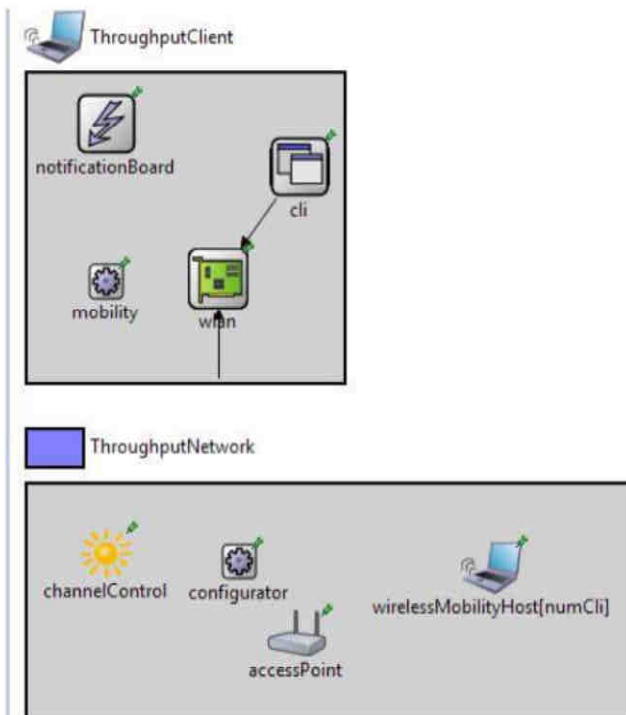 ThroughputClient
notificationBoard
cli
mobility
wlan
ThroughputNetwork
channelControl
configurator
wirelessMobilityHost[numCli]
accessPoint